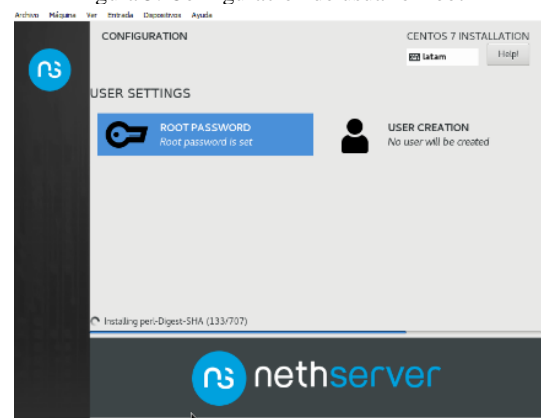 Archivo Máquina Ver Entrada Dispositivos Ayuda
CONFIGURATION
CENTOS 7 INSTALLATION
latam
Help!
USER SETTINGS
ROOT PASSWORD
Root password is set
USER CREATION
No user will be created
Installing perl-Digest-SHA (133/707)
nethserver